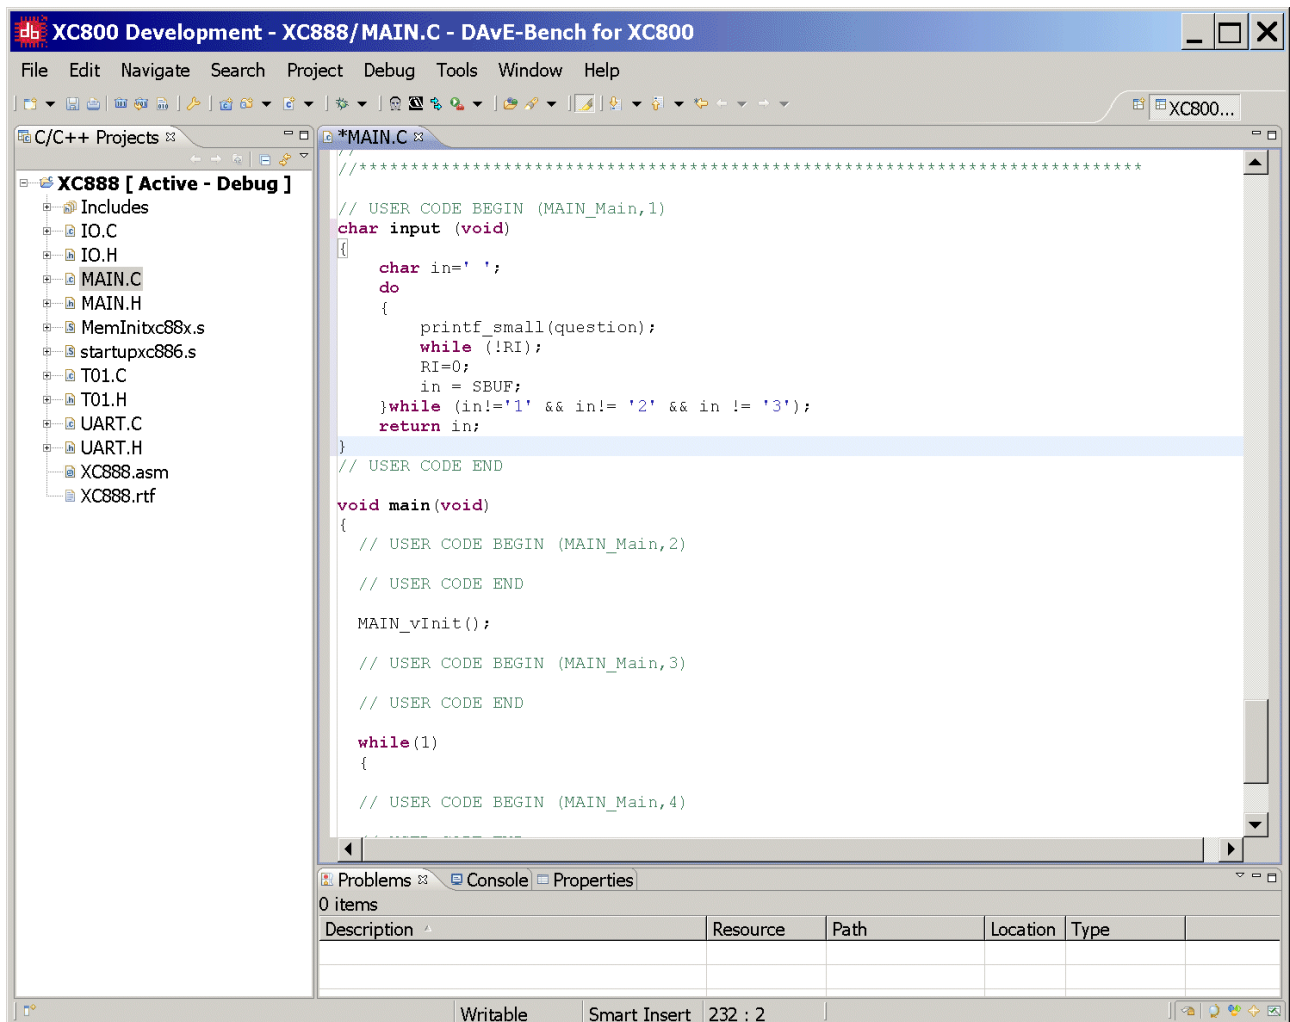 XC800 Development - XC888/MAIN.C - DAvE-Bench for XC800
File Edit Navigate Search Project Debug Tools Window Help
XC800...
C/C++ Projects
*MAIN.C
XC888 [ Active - Debug ]
Includes
IO.C
IO.H
MAIN.C
MAIN.H
MemInitxc88x.s
startupxc886.s
T01.C
T01.H
UART.C
UART.H
XC888.asm
XC888.rtf
//
//****************************************************************************
// USER CODE BEGIN (MAIN_Main,1)
char input (void)
{
char in=' ';
do
{
printf_small(question);
while (!RI);
RI=0;
in = SBUF;
}while (in!='1' && in!= '2' && in != '3');
return in;
}
// USER CODE END
void main(void)
{
// USER CODE BEGIN (MAIN_Main,2)
// USER CODE END
MAIN_vInit();
// USER CODE BEGIN (MAIN_Main,3)
// USER CODE END
while(1)
{
// USER CODE BEGIN (MAIN_Main,4)
Problems Console Properties
0 items
Description Resource Path Location Type
Writable Smart Insert 232 : 2